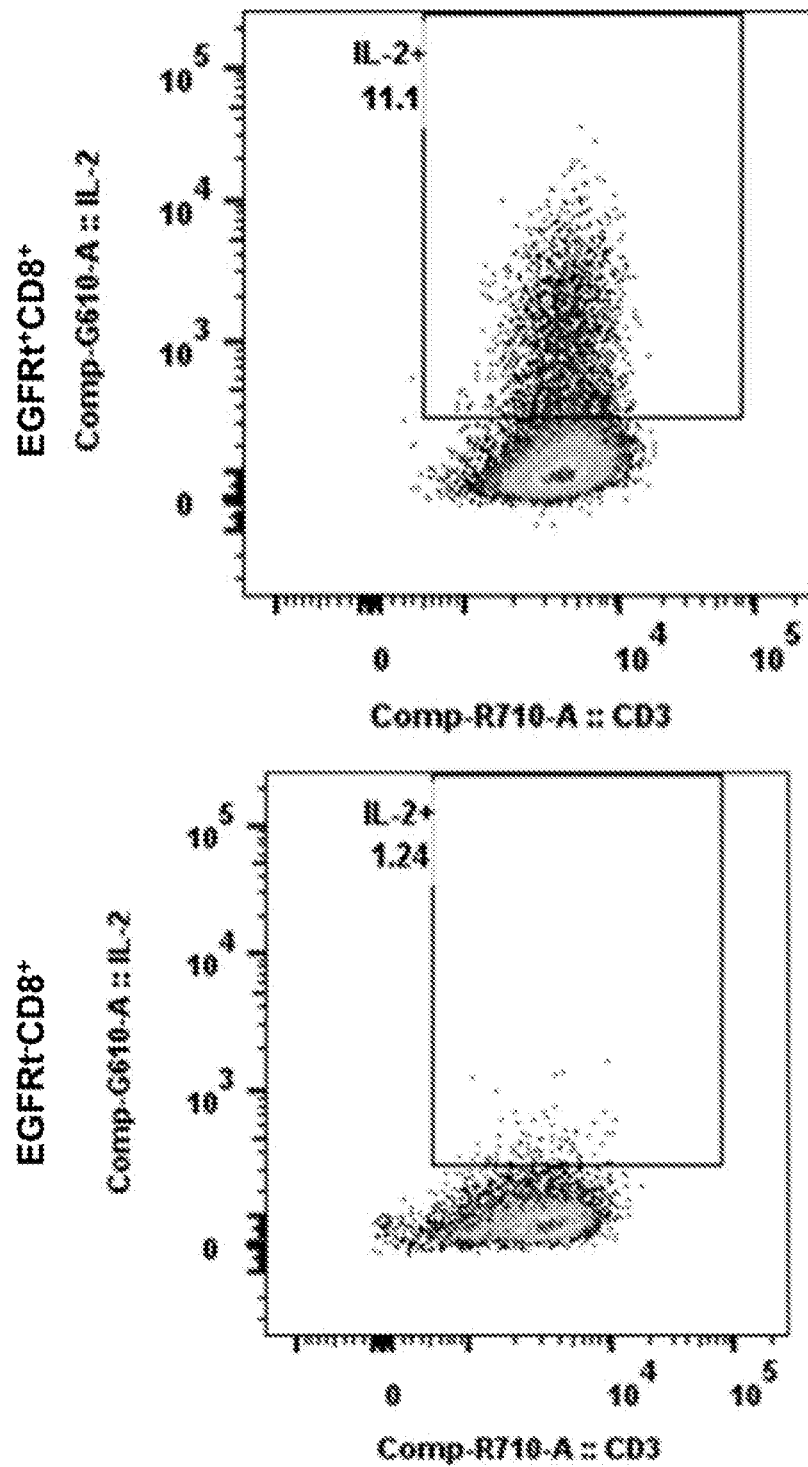 EGFRt⁺CD8⁺
Comp-G610-A :: IL-2
10⁵
10⁴
10³
0
IL-2+
11.1
0
10⁴
10⁵
Comp-R710-A :: CD3
EGFRt⁻CD8⁺
Comp-G610-A :: IL-2
10⁵
10⁴
10³
0
IL-2+
1.24
0
10⁴
10⁵
Comp-R710-A :: CD3